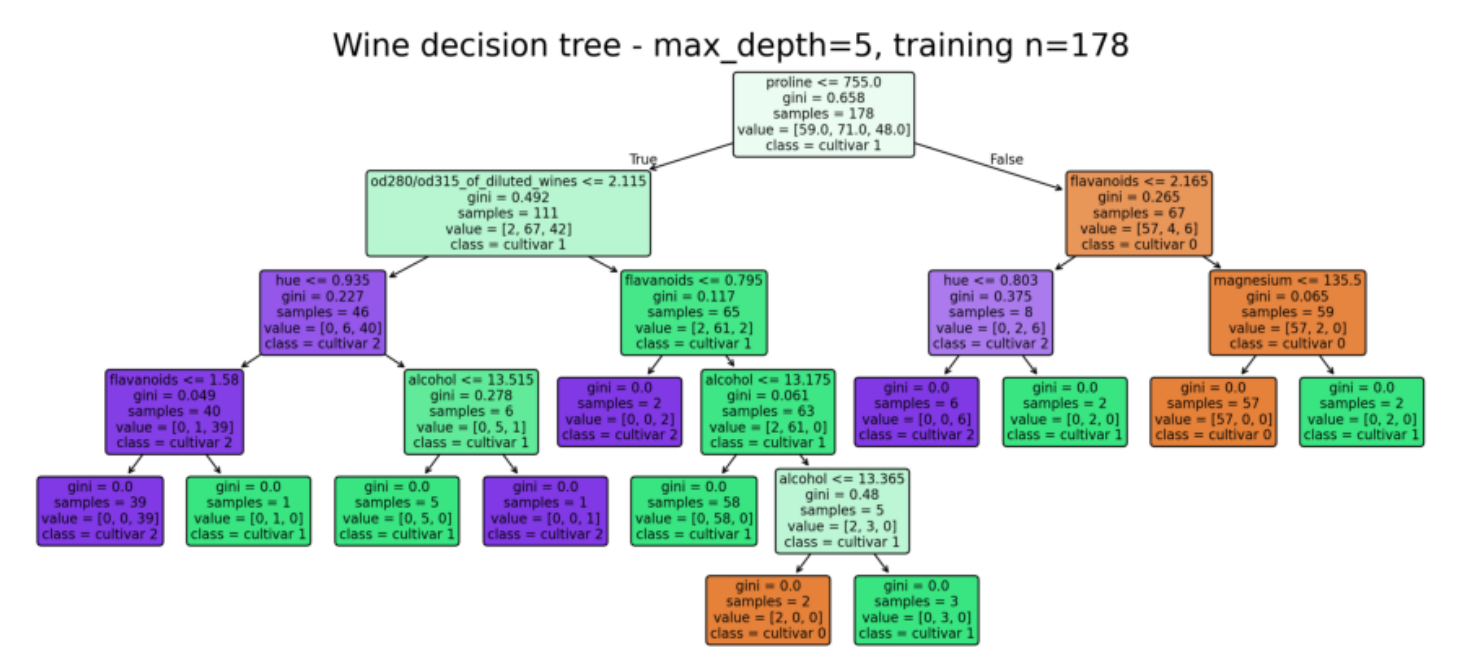 Wine decision tree - max_depth=5, training n=178
proline <= 755.0
gini = 0.658
samples = 178
value = [59.0, 71.0, 48.0]
class = cultivar 1
True
False
od280/od315_of_diluted_wines <= 2.115
gini = 0.492
samples = 111
value = [2, 67, 42]
class = cultivar 1
flavanoids <= 2.165
gini = 0.265
samples = 67
value = [57, 4, 6]
class = cultivar 0
hue <= 0.935
gini = 0.227
samples = 46
value = [0, 6, 40]
class = cultivar 2
flavanoids <= 0.795
gini = 0.117
samples = 65
value = [2, 61, 2]
class = cultivar 1
hue <= 0.803
gini = 0.375
samples = 8
value = [0, 2, 6]
class = cultivar 2
magnesium <= 135.5
gini = 0.065
samples = 59
value = [57, 2, 0]
class = cultivar 0
flavanoids <= 1.58
gini = 0.049
samples = 40
value = [0, 1, 39]
class = cultivar 2
alcohol <= 13.515
gini = 0.278
samples = 6
value = [0, 5, 1]
class = cultivar 1
gini = 0.0
samples = 2
value = [0, 0, 2]
class = cultivar 2
alcohol <= 13.175
gini = 0.061
samples = 63
value = [2, 61, 0]
class = cultivar 1
gini = 0.0
samples = 6
value = [0, 0, 6]
class = cultivar 2
gini = 0.0
samples = 2
value = [0, 2, 0]
class = cultivar 1
gini = 0.0
samples = 57
value = [57, 0, 0]
class = cultivar 0
gini = 0.0
samples = 2
value = [0, 2, 0]
class = cultivar 1
gini = 0.0
samples = 39
value = [0, 0, 39]
class = cultivar 2
gini = 0.0
samples = 1
value = [0, 1, 0]
class = cultivar 1
gini = 0.0
samples = 5
value = [0, 5, 0]
class = cultivar 1
gini = 0.0
samples = 1
value = [0, 0, 1]
class = cultivar 2
gini = 0.0
samples = 58
value = [0, 58, 0]
class = cultivar 1
alcohol <= 13.365
gini = 0.48
samples = 5
value = [2, 3, 0]
class = cultivar 1
gini = 0.0
samples = 2
value = [2, 0, 0]
class = cultivar 0
gini = 0.0
samples = 3
value = [0, 3, 0]
class = cultivar 1